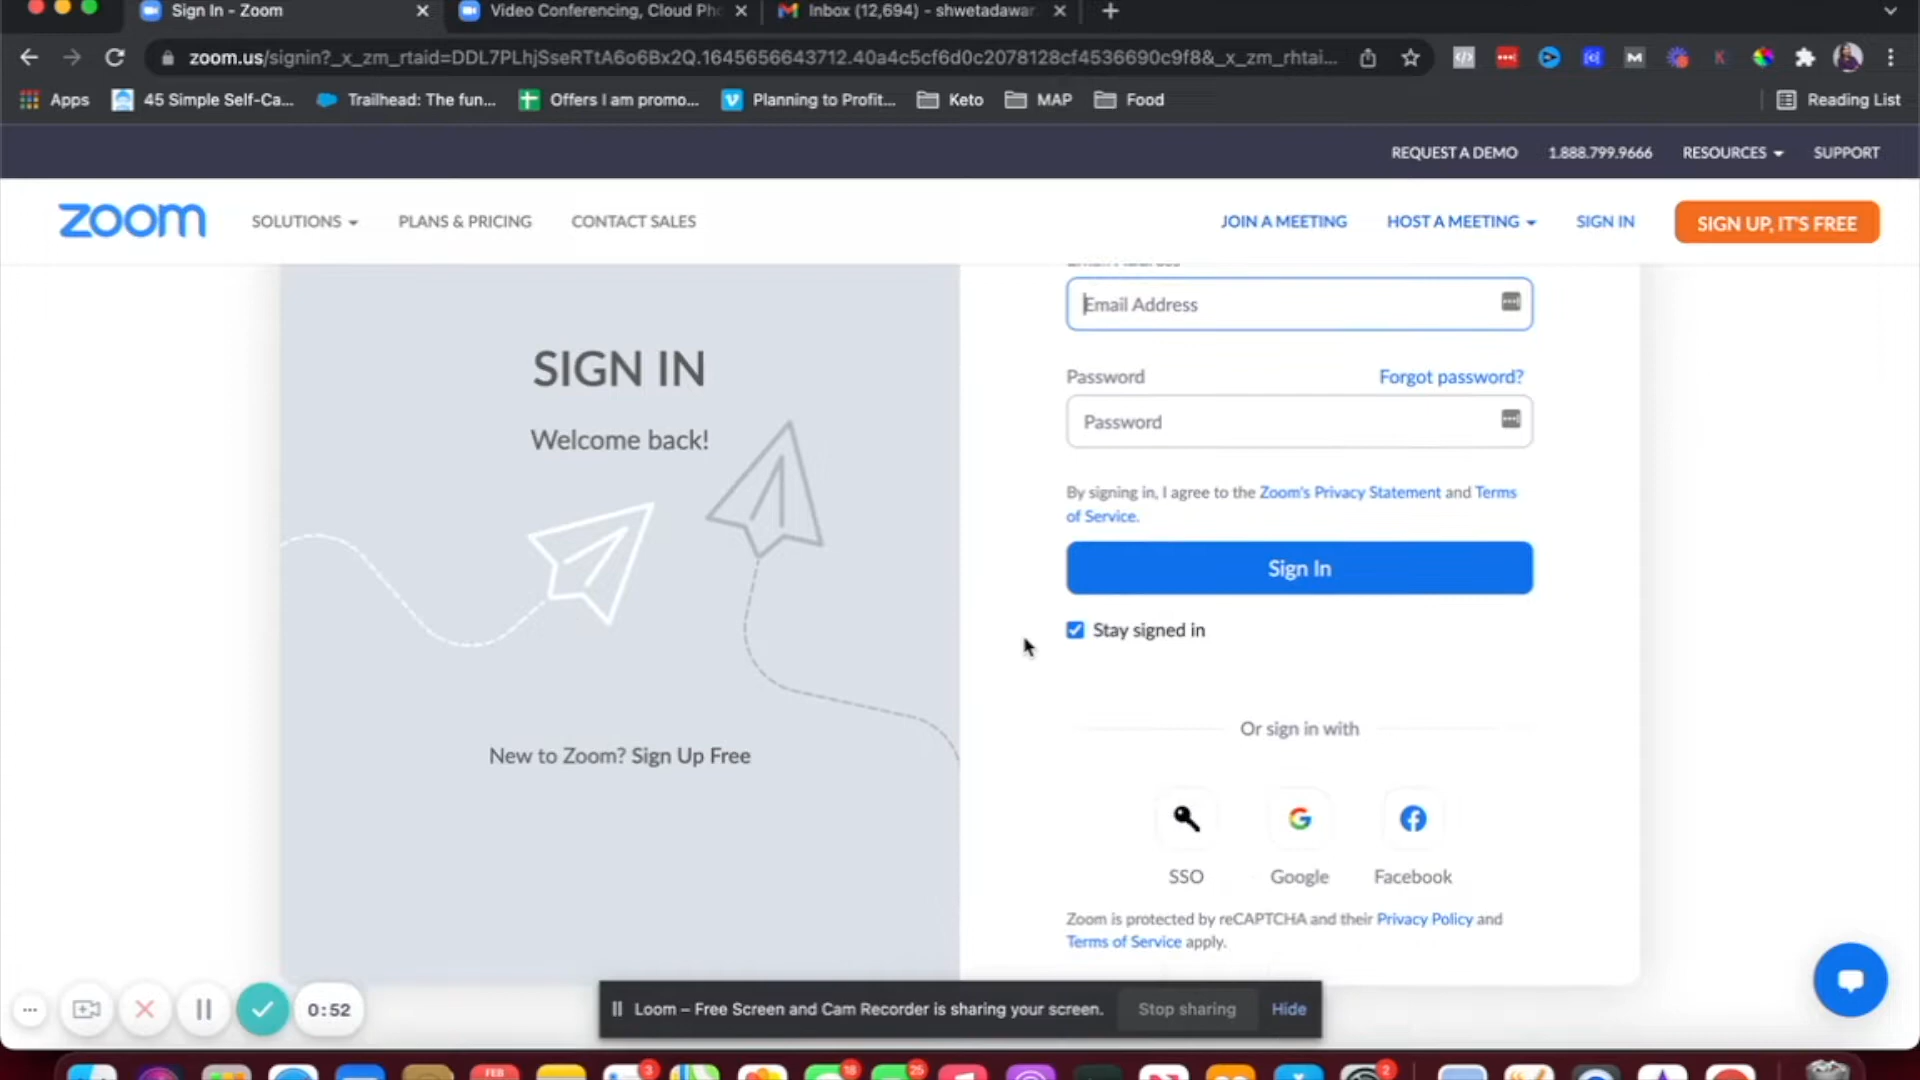 Sign In - Zoom
Video Conferencing, Cloud Pho
Inbox (12,694) - shwetadawar
zoom.us/signin?_x_zm_rtaid=DDL7PLhjSseRTtA6o6Bx2Q.1645656643712.40a4c5cf6d0c2078128cf4536690c9f8&_x_zm_rhtai...
Apps
45 Simple Self-Ca...
Trailhead: The fun...
Offers I am promo...
Planning to Profit...
Keto
MAP
Food
Reading List
REQUEST A DEMO
1.888.799.9666
RESOURCES
SUPPORT
zoom
SOLUTIONS
PLANS & PRICING
CONTACT SALES
JOIN A MEETING
HOST A MEETING
SIGN IN
SIGN UP, IT'S FREE
SIGN IN
Welcome back!
New to Zoom? Sign Up Free
Email Address
Password
Forgot password?
Password
By signing in, I agree to the Zoom's Privacy Statement and Terms
of Service.
Sign In
Stay signed in
Or sign in with
SSO
Google
Facebook
Zoom is protected by reCAPTCHA and their Privacy Policy and
Terms of Service apply.
0:52
Loom – Free Screen and Cam Recorder is sharing your screen.
Stop sharing
Hide
FEB
3
18
25
2